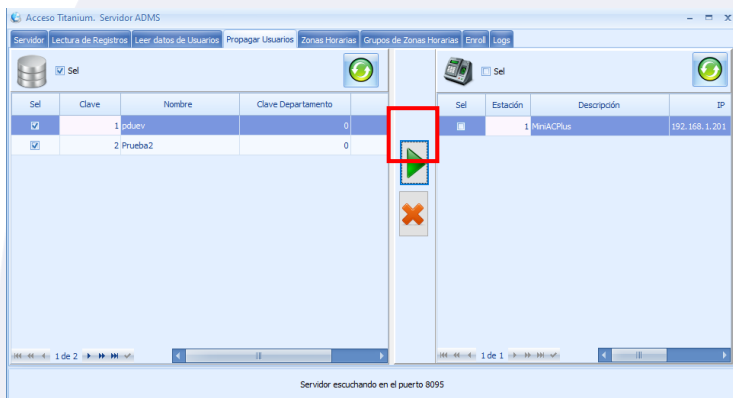 Acceso Titanium. Servidor ADMS
Servidor Lectura de Registros Leer datos de Usuarios Propagar Usuarios Zonas Horarias Grupos de Zonas Horarias Enroll Logs
Sel
Sel Clave Nombre Clave Departamento
1 pduev 0
2 Prueba2 0
1 de 2
Sel
Sel Estación Descripción IP
1 MiniACPlus 192.168.1.201
1 de 1
Servidor escuchando en el puerto 8095